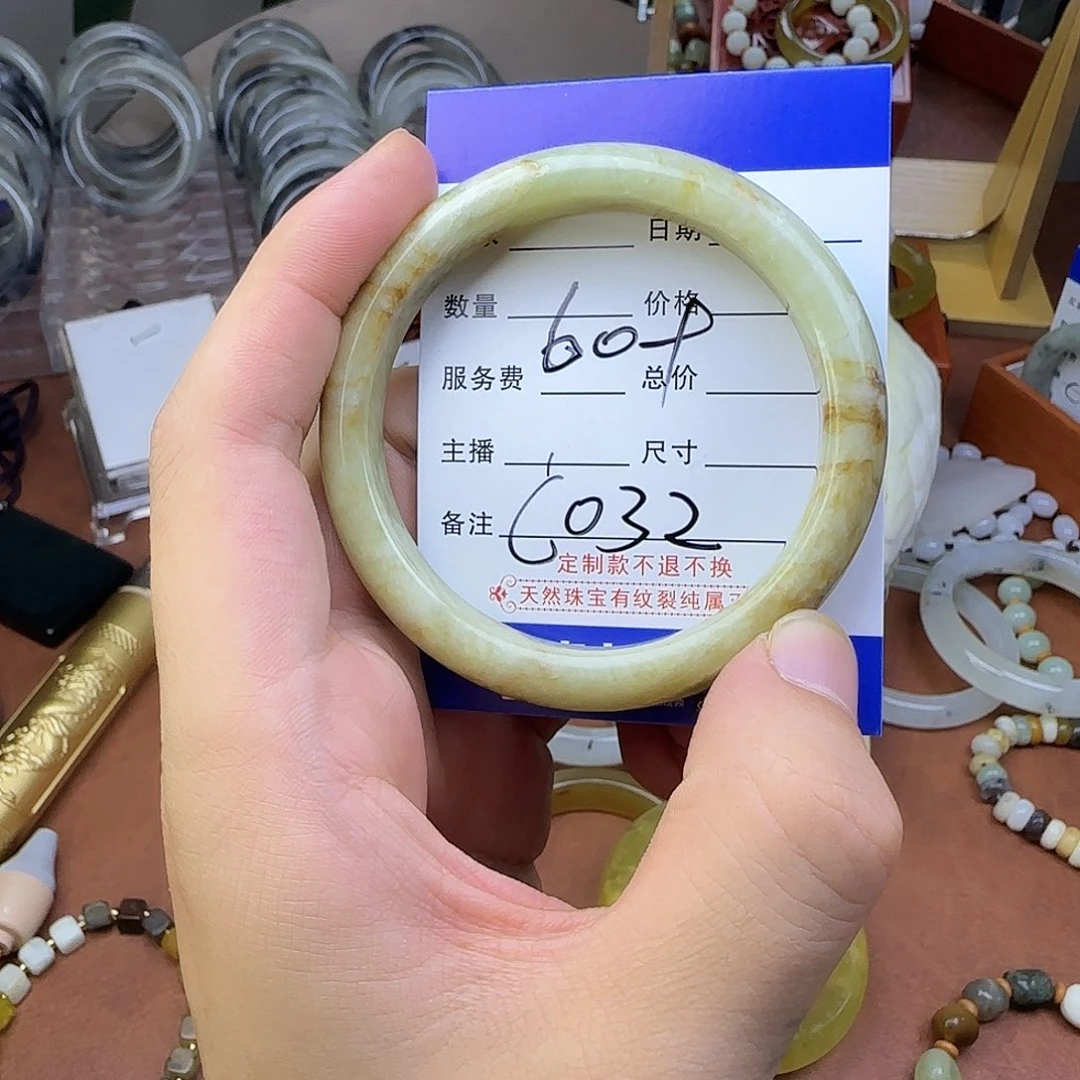 日期
数量 价格
60-P
服务费 总价
主播 尺寸
备注 6032
定制款不退不换
天然珠宝有纹裂纯属